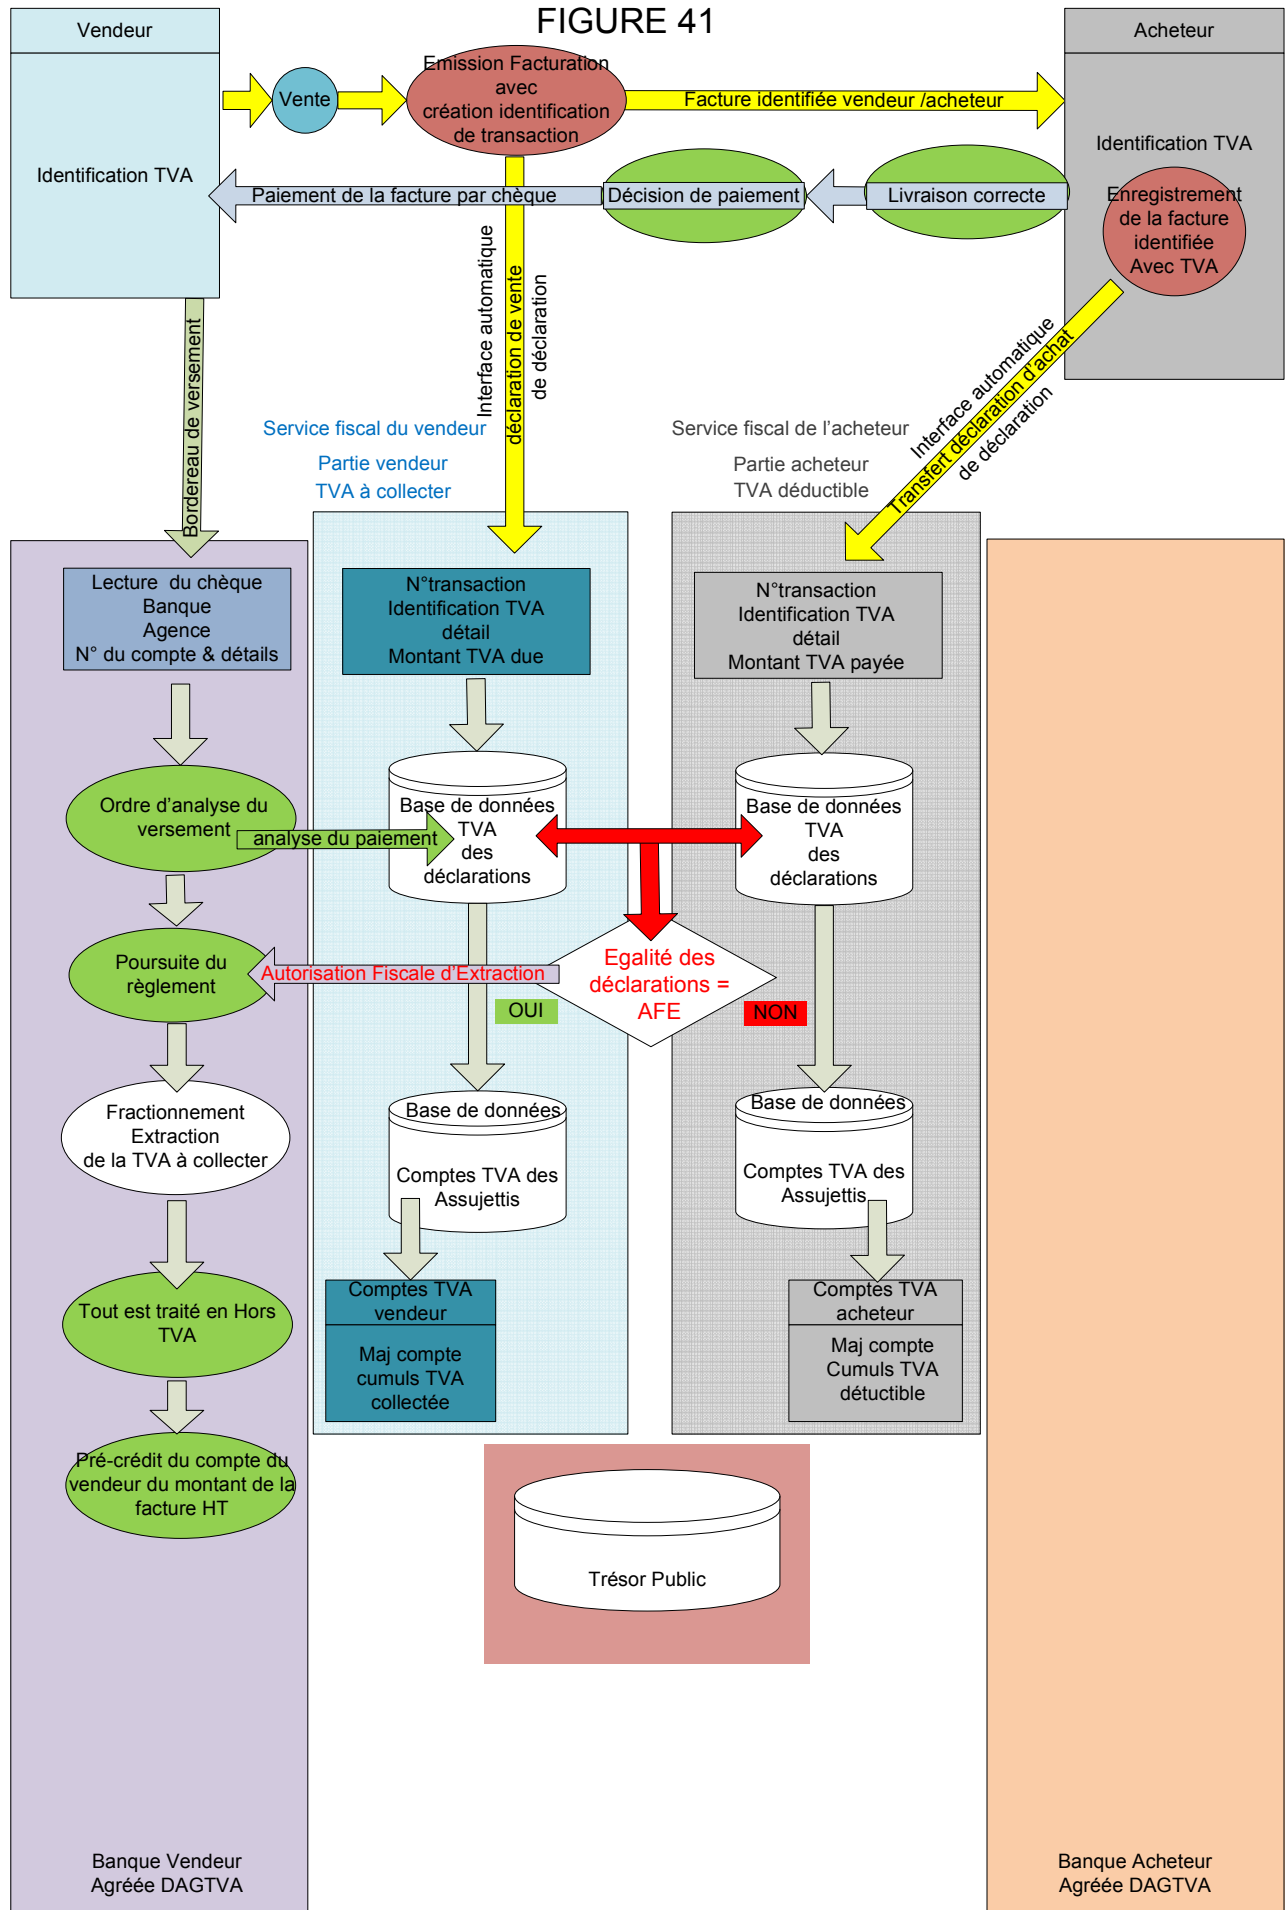 FIGURE 41
Vendeur
Identification TVA
Vente
Emission Facturation
avec
création identification
de transaction
Facture identifiée vendeur /acheteur
Acheteur
Identification TVA
Enregistrement
de la facture
identifiée
Avec TVA
Livraison correcte
Décision de paiement
Paiement de la facture par chèque
Bordereau de versement
Interface automatique
déclaration de vente
de déclaration
Interface automatique
Transfert déclaration d'achat
de déclaration
Service fiscal du vendeur
Partie vendeur
TVA à collecter
Service fiscal de l'acheteur
Partie acheteur
TVA déductible
Lecture du chèque
Banque
Agence
N° du compte & détails
N°transaction
Identification TVA
détail
Montant TVA due
N°transaction
Identification TVA
détail
Montant TVA payée
Ordre d'analyse du
versement
analyse du paiement
Base de données
TVA
des
déclarations
Base de données
TVA
des
déclarations
Poursuite du
règlement
Autorisation Fiscale d'Extraction
Egalité des
déclarations =
AFE
OUI
NON
Fractionnement
Extraction
de la TVA à collecter
Base de données
Comptes TVA des
Assujettis
Base de données
Comptes TVA des
Assujettis
Tout est traité en Hors
TVA
Comptes TVA
vendeur
Maj compte
cumuls TVA
collectée
Comptes TVA
acheteur
Maj compte
Cumuls TVA
détuctible
Pré-crédit du compte du
vendeur du montant de la
facture HT
Trésor Public
Banque Vendeur
Agréée DAGTVA
Banque Acheteur
Agréée DAGTVA